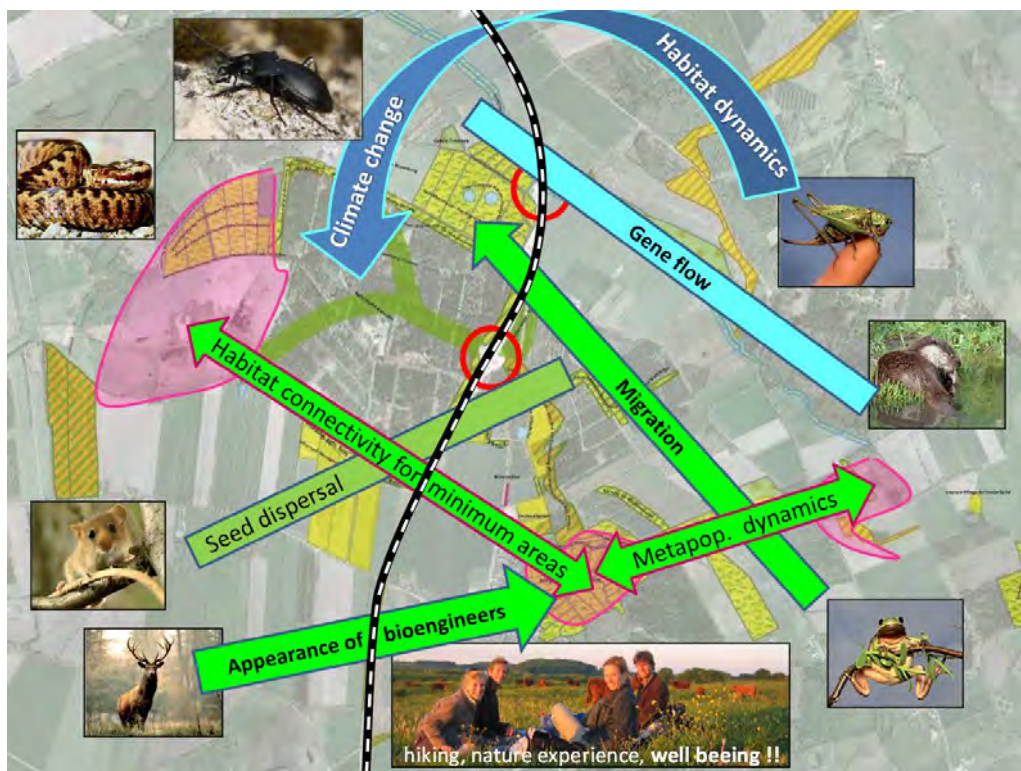 Habitat dynamics
Climate change
Gene flow
Migration
Habitat connectivity for minimum areas
Seed dispersal
Metapop. dynamics
Appearance of bioengineers
hiking, nature experience, well beeing !!